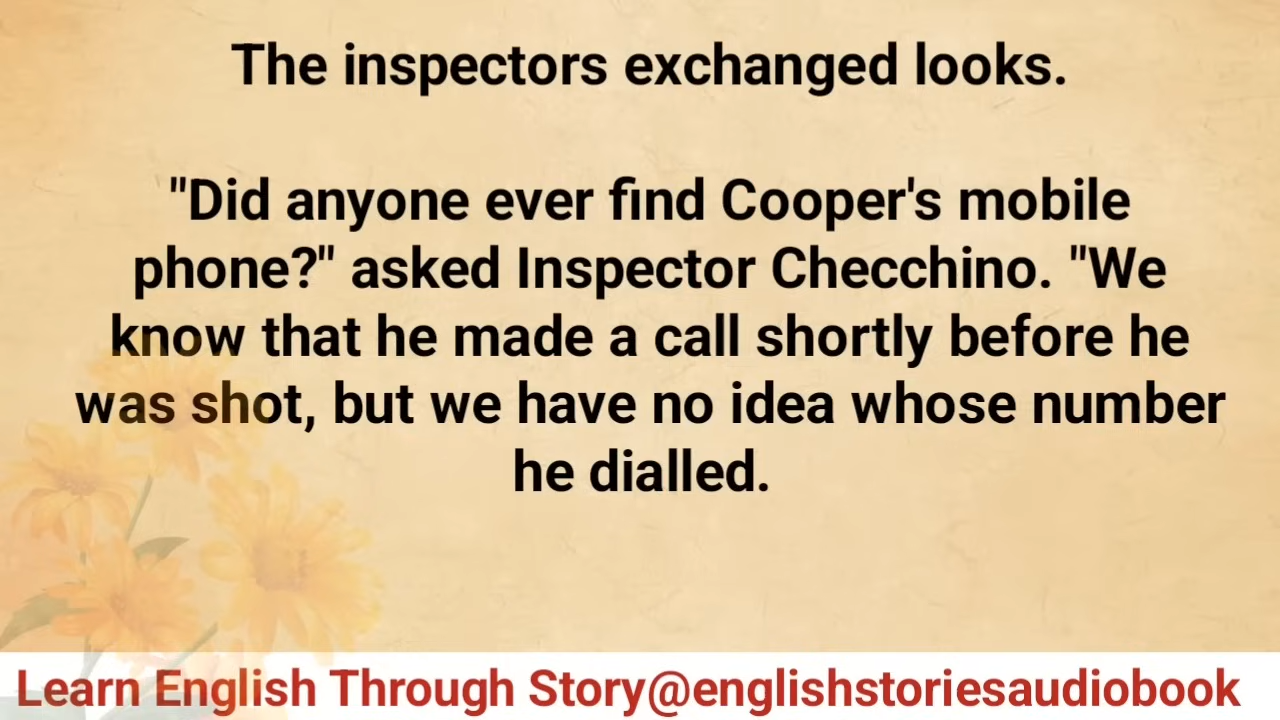 The inspectors exchanged looks.
"Did anyone ever find Cooper's mobile
phone?" asked Inspector Checchino. "We
know that he made a call shortly before he
was shot, but we have no idea whose number
he dialled.
Learn English Through Story@englishstoriesaudiobook